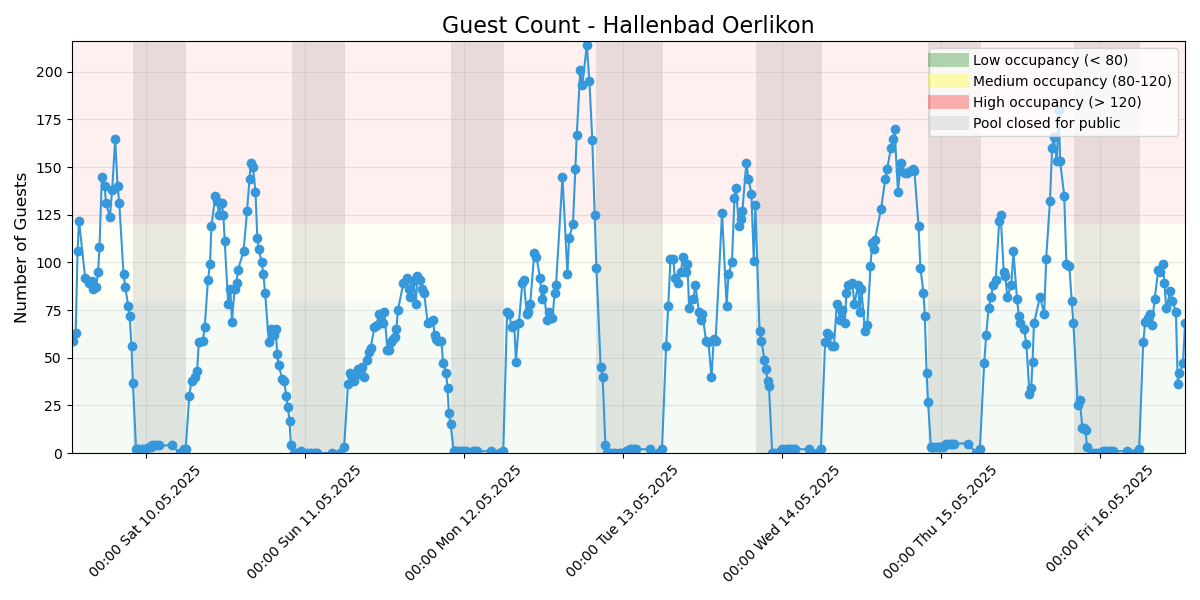 Guest Count - Hallenbad Oerlikon
Number of Guests
200
175
150
125
100
75
50
25
0
Low occupancy (< 80)
Medium occupancy (80-120)
High occupancy (> 120)
Pool closed for public
00:00 Sat 10.05.2025
00:00 Sun 11.05.2025
00:00 Mon 12.05.2025
00:00 Tue 13.05.2025
00:00 Wed 14.05.2025
00:00 Thu 15.05.2025
00:00 Fri 16.05.2025